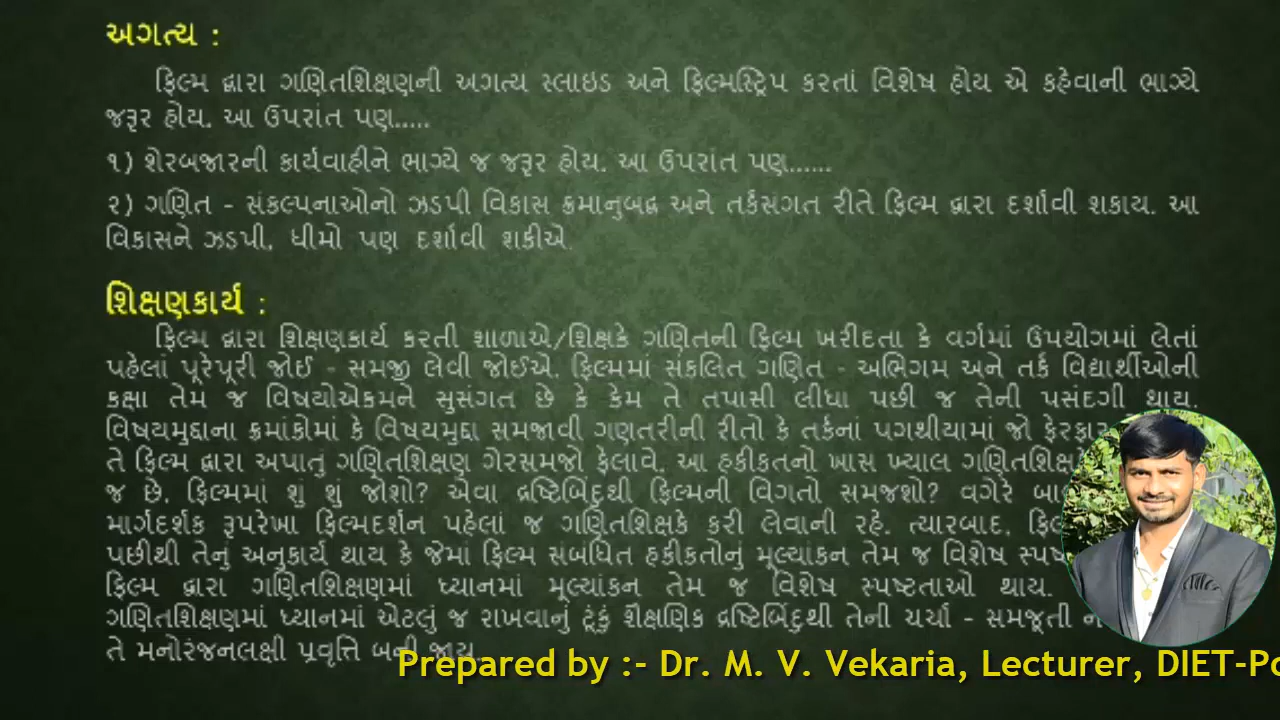 અગત્ય :
ફિલ્મ દ્વારા ગણિતશિક્ષણની અગત્ય સ્લાઇડ અને ફિલ્મસ્ટ્રિપ કરતાં વિશેષ હોય એ કહેવાની ભાગ્યે
જરૂર હોય. આ ઉપરાંત પણ.....
૧) શેરબજારની કાર્યવાહીને ભાગ્યે જ જરૂર હોય. આ ઉપરાંત પણ......
૨) ગણિત - સંકલ્પનાઓનો ઝડપી વિકાસ ક્રમાનુબદ્ધ અને તર્કસંગત રીતે ફિલ્મ દ્વારા દર્શાવી શકાય. આ
વિકાસને ઝડપી, ધીમો પણ દર્શાવી શકીએ.
શિક્ષણકાર્ય :
ફિલ્મ દ્વારા શિક્ષણકાર્ય કરતી શાળાએ/શિક્ષકે ગણિતની ફિલ્મ ખરીદતા કે વર્ગમાં ઉપયોગમાં લેતાં
પહેલાં પૂરેપૂરી જોઈ - સમજી લેવી જોઈએ. ફિલ્મમાં સંકલિત ગણિત - અભિગમ અને તર્ક વિદ્યાર્થીઓની
કક્ષા તેમ જ વિષયોએકમને સુસંગત છે કે કેમ તે તપાસી લીધા પછી જ તેની પસંદગી થાય.
વિષયમુદ્દાના ક્રમાંકોમાં કે વિષયમુદ્દા સમજાવી ગણતરીની રીતો કે તર્કનાં પગથીયામાં જો ફેરફાર
તે ફિલ્મ દ્વારા અપાતુ ગણિતશિક્ષણ ગેરસમજો ફેલાવે. આ હકીકતનો ખાસ ખ્યાલ
જ છે. ફિલ્મમાં શું શું જોશો? એવા દ્રષ્ટિબિંદુથી ફિલ્મની વિગતો સમજશો? વગેરે
માર્ગદર્શક રૂપરેખા ફિલ્મદર્શન પહેલાં જ ગણિતશિક્ષકે કરી લેવાની રહે. ત્યારબાદ,
પછીથી તેનું અનુકાર્ય થાય કે જેમાં ફિલ્મ સંબધિત હકીકતોનું મૂલ્યાંકન તેમ જ વિશેષ
ફિલ્મ દ્વારા ગણિતશિક્ષણમાં ધ્યાનમાં મૂલ્યાંકન તેમ જ વિશેષ સ્પષ્ટતાઓ થાય.
ગણિતશિક્ષણમાં ધ્યાનમાં એટલું જ રાખવાનું ટૂંકું શૈક્ષણિક દ્રષ્ટિબિંદુથી તેની ચર્ચા - સમજૂતી
તે મનોરંજનલક્ષી પ્રવૃત્તિ બની જાય
Prepared by :- Dr. M. V. Vekaria, Lecturer, DIET-Po